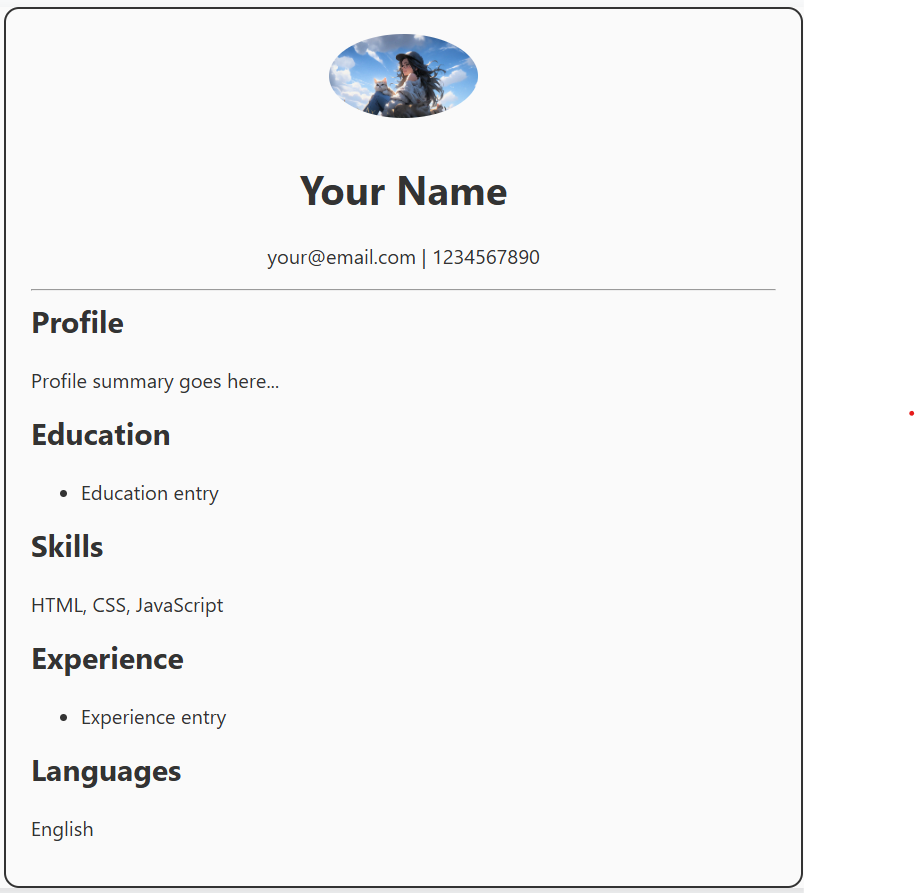 Your Name
your@email.com | 1234567890
Profile
Profile summary goes here...
Education
• Education entry
Skills
HTML, CSS, JavaScript
Experience
• Experience entry
Languages
English